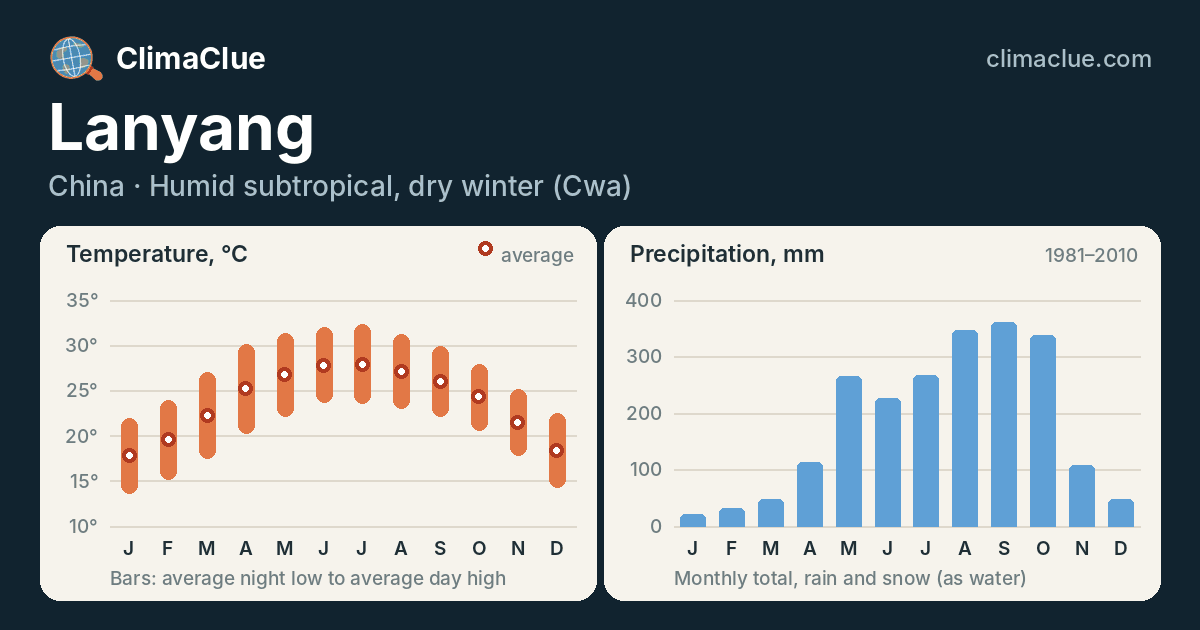 ClimaClue
climaclue.com
Lanyang
China · Humid subtropical, dry winter (Cwa)
Temperature, °C
average
35°
30°
25°
20°
15°
10°
J F M A M J J A S O N D
Bars: average night low to average day high
Precipitation, mm
1981–2010
400
300
200
100
0
J F M A M J J A S O N D
Monthly total, rain and snow (as water)